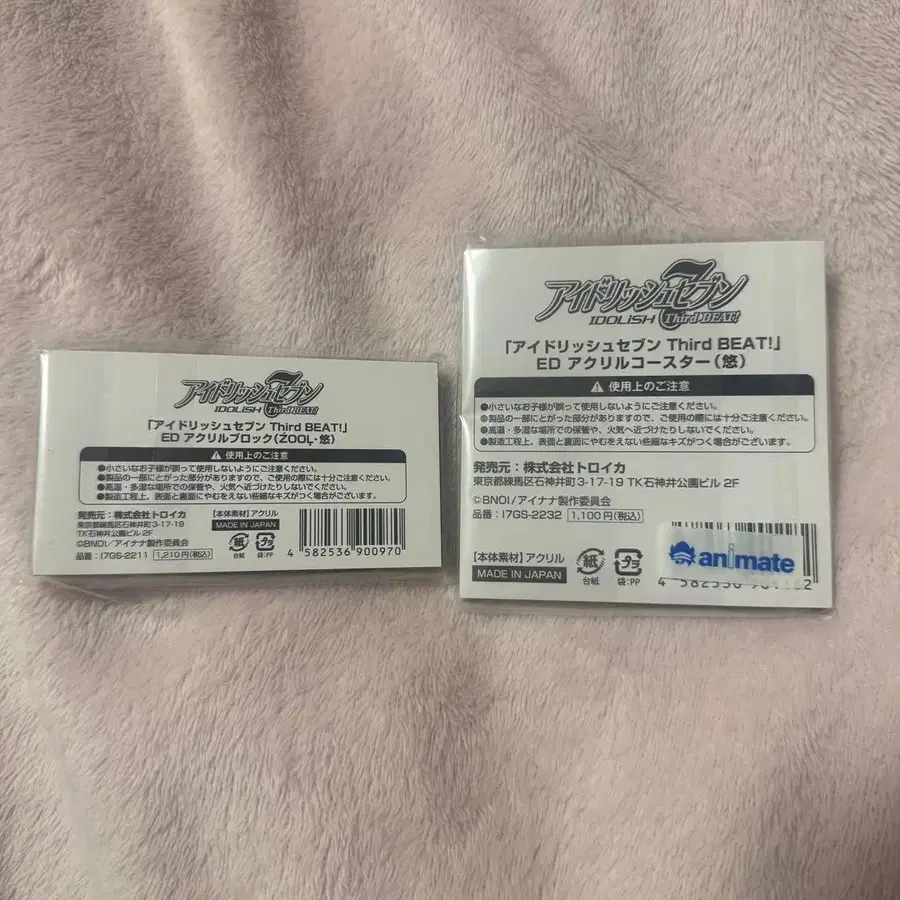 アイドリッシュセブン
IDOLiSH Third BEAT!
「アイドリッシュセブン Third BEAT!」
ED アクリルブロック(ŹOOĻ・悠)
⚠ 使用上のご注意
●小さいなお子様が誤って使用しないようにご注意ください。
●製品の一部にとがった部分がありますので、ご使用の際には十分ご注意ください。
●高温・多湿な場所での保管や、火気へ近づけたりしないでください。
●製造工程上、表面と裏面にやむをえない些細なキズがつく場合がございます。
発売元:株式会社トロイカ
東京都練馬区石神井町3-17-19
TK石神井公園ビル 2F
©BNOI/アイナナ製作委員会
品番:I7GS-2211 1,210円(税込)
【本体素材】アクリル
MADE IN JAPAN
紙 プラ
台紙 袋:PP
4 582536 900970
アイドリッシュセブン 7
IDOLiSH Third BEAT!
「アイドリッシュセブン Third BEAT!」
ED アクリルコースター(悠)
⚠ 使用上のご注意
●小さいなお子様が誤って使用しないようにご注意ください。
●製品の一部にとがった部分がありますので、ご使用の際には十分ご注意ください。
●高温・多湿な場所での保管や、火気へ近づけたりしないでください。
●製造工程上、表面と裏面にやむをえない些細なキズがつく場合がございます。
発売元:株式会社トロイカ
東京都練馬区石神井町3-17-19 TK石神井公園ビル 2F
©BNOI/アイナナ製作委員会
品番:I7GS-2232 1,100円(税込)
【本体素材】アクリル
MADE IN JAPAN
紙 プラ
台紙 袋:PP
animate